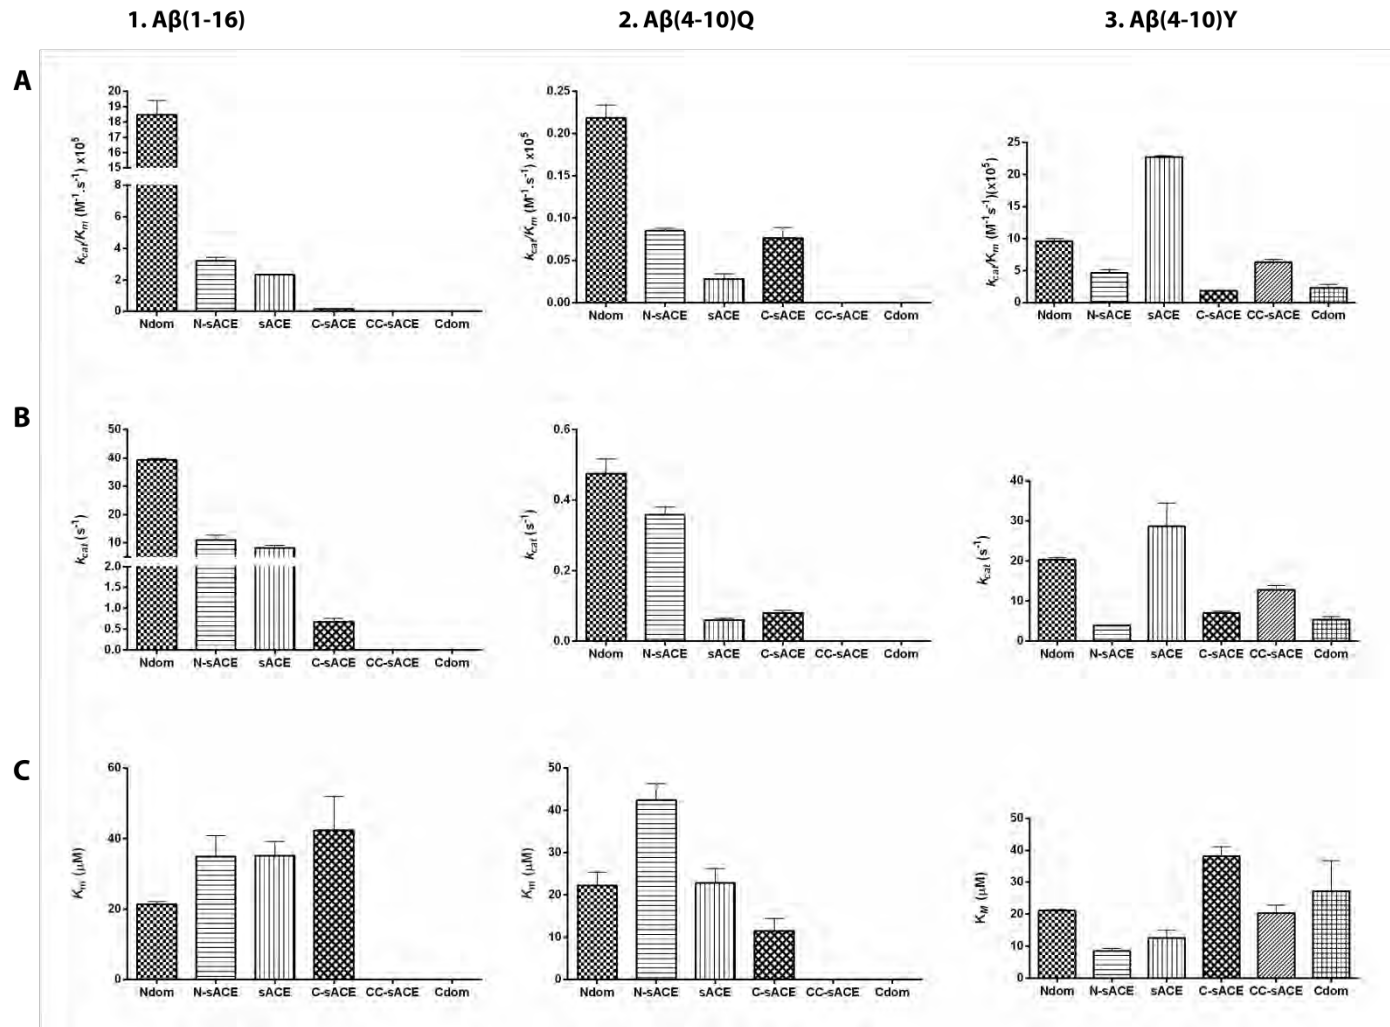 1. Aβ(1-16)
2. Aβ(4-10)Q
3. Aβ(4-10)Y
A
kcat/Km (M-1.s-1) x10^5
20
19
18
17
16
15
8
6
4
2
0
Ndom N-sACE sACE C-sACE CC-sACE Cdom
kcat/Km (M-1.s-1) x10^5
0.25
0.20
0.15
0.10
0.05
0.00
Ndom N-sACE sACE C-sACE CC-sACE Cdom
kcat/Km (M-1s-1)(x10^5)
25
20
15
10
5
0
Ndom N-sACE sACE C-sACE CC-sACE Cdom
B
kcat (s-1)
50
40
30
20
10
2.0
1.5
1.0
0.5
0.0
Ndom N-sACE sACE C-sACE CC-sACE Cdom
kcat (s-1)
0.6
0.4
0.2
0.0
Ndom N-sACE sACE C-sACE CC-sACE Cdom
kcat (s-1)
40
30
20
10
0
Ndom N-sACE sACE C-sACE CC-sACE Cdom
C
Km (μM)
60
40
20
0
Ndom N-sACE sACE C-sACE CC-sACE Cdom
Km (μM)
50
40
30
20
10
0
Ndom N-sACE sACE C-sACE CC-sACE Cdom
KM (μM)
50
40
30
20
10
0
Ndom N-sACE sACE C-sACE CC-sACE Cdom